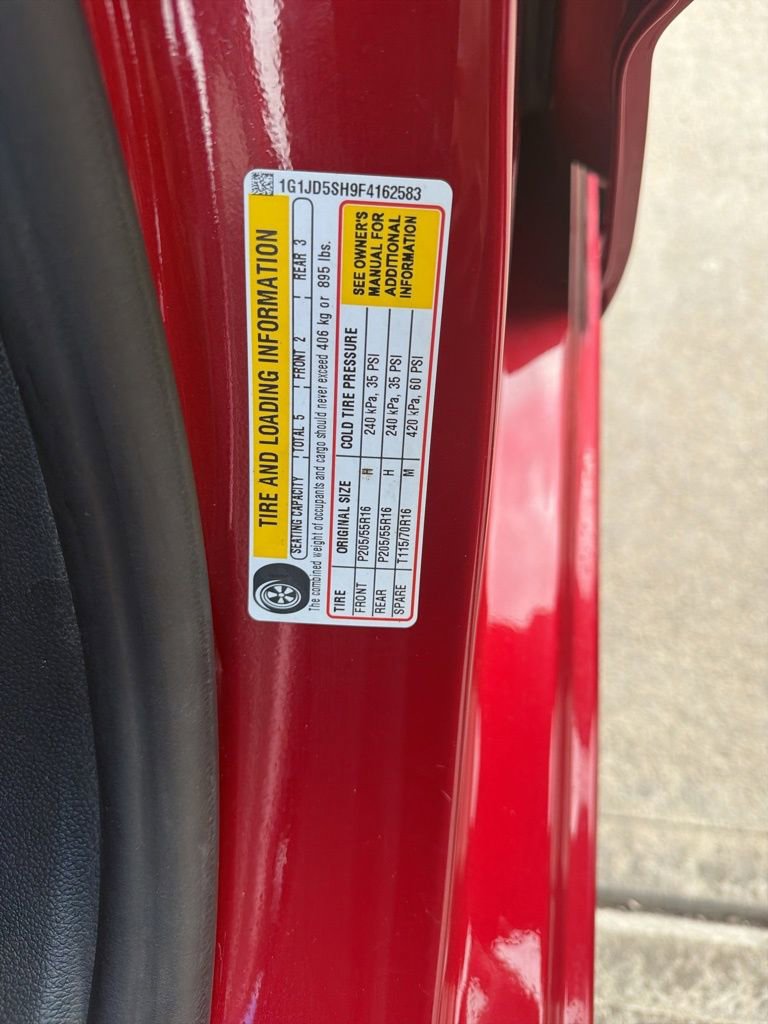 1G1JD5SH9F4162583
TIRE AND LOADING INFORMATION
SEATING CAPACITY TOTAL 5 FRONT 2 REAR 3
The combined weight of occupants and cargo should never exceed 406 kg or 895 lbs.
TIRE ORIGINAL SIZE COLD TIRE PRESSURE
FRONT P205/55R16 H 240 kPa, 35 PSI
REAR P205/55R16 H 240 kPa, 35 PSI
SPARE T115/70R16 M 420 kPa, 60 PSI
SEE OWNER'S
MANUAL FOR
ADDITIONAL
INFORMATION